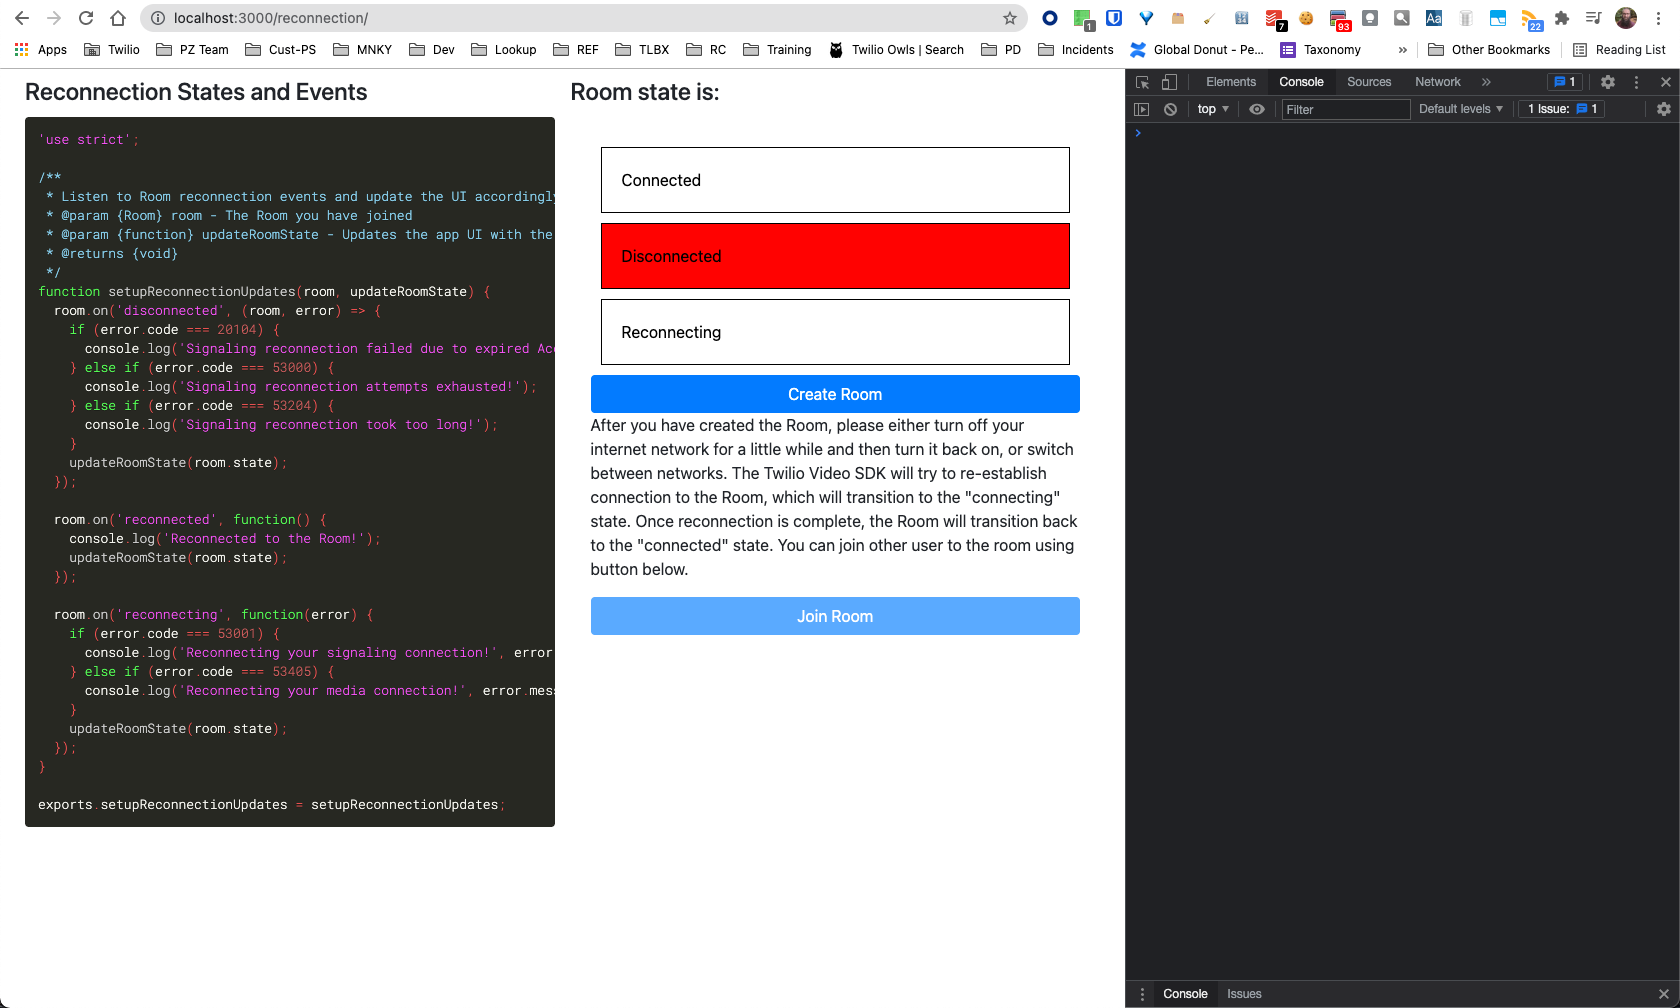 localhost:3000/reconnection/
1
7
93
Aa
22
Apps Twilio PZ Team Cust-PS MNKY Dev Lookup REF TLBX RC Training Twilio Owls | Search PD Incidents Global Donut - Pe... Taxonomy » Other Bookmarks Reading List
Reconnection States and Events
'use strict';
/**
* Listen to Room reconnection events and update the UI accordingly
* @param {Room} room - The Room you have joined
* @param {function} updateRoomState - Updates the app UI with the
* @returns {void}
*/
function setupReconnectionUpdates(room, updateRoomState) {
room.on('disconnected', (room, error) => {
if (error.code === 20104) {
console.log('Signaling reconnection failed due to expired Acc
} else if (error.code === 53000) {
console.log('Signaling reconnection attempts exhausted!');
} else if (error.code === 53204) {
console.log('Signaling reconnection took too long!');
}
updateRoomState(room.state);
});
room.on('reconnected', function() {
console.log('Reconnected to the Room!');
updateRoomState(room.state);
});
room.on('reconnecting', function(error) {
if (error.code === 53001) {
console.log('Reconnecting your signaling connection!', error
} else if (error.code === 53405) {
console.log('Reconnecting your media connection!', error.mess
}
updateRoomState(room.state);
});
}
exports.setupReconnectionUpdates = setupReconnectionUpdates;
Room state is:
Connected
Disconnected
Reconnecting
Create Room
After you have created the Room, please either turn off your
internet network for a little while and then turn it back on, or switch
between networks. The Twilio Video SDK will try to re-establish
connection to the Room, which will transition to the "connecting"
state. Once reconnection is complete, the Room will transition back
to the "connected" state. You can join other user to the room using
button below.
Join Room
Elements Console Sources Network » 1
top Filter Default levels 1 Issue: 1
Console Issues